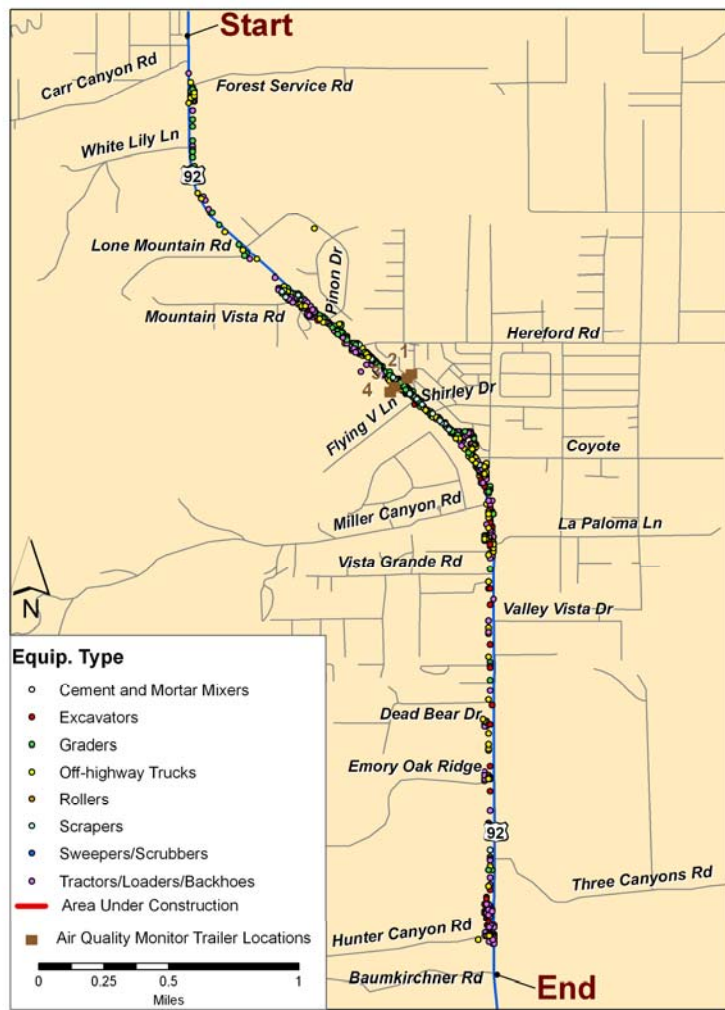 Start
Carr Canyon Rd
Forest Service Rd
White Lily Ln
92
Lone Mountain Rd
Pinon Dr
Mountain Vista Rd
Hereford Rd
1
2
3
4
Shirley Dr
Flying V Ln
Coyote
Miller Canyon Rd
La Paloma Ln
Vista Grande Rd
N
Valley Vista Dr
Equip. Type
Cement and Mortar Mixers
Excavators
Graders
Off-highway Trucks
Rollers
Scrapers
Sweepers/Scrubbers
Tractors/Loaders/Backhoes
Area Under Construction
Air Quality Monitor Trailer Locations
0 0.25 0.5 1
Miles
Dead Bear Dr
Emory Oak Ridge
92
Three Canyons Rd
Hunter Canyon Rd
Baumkirchner Rd
End